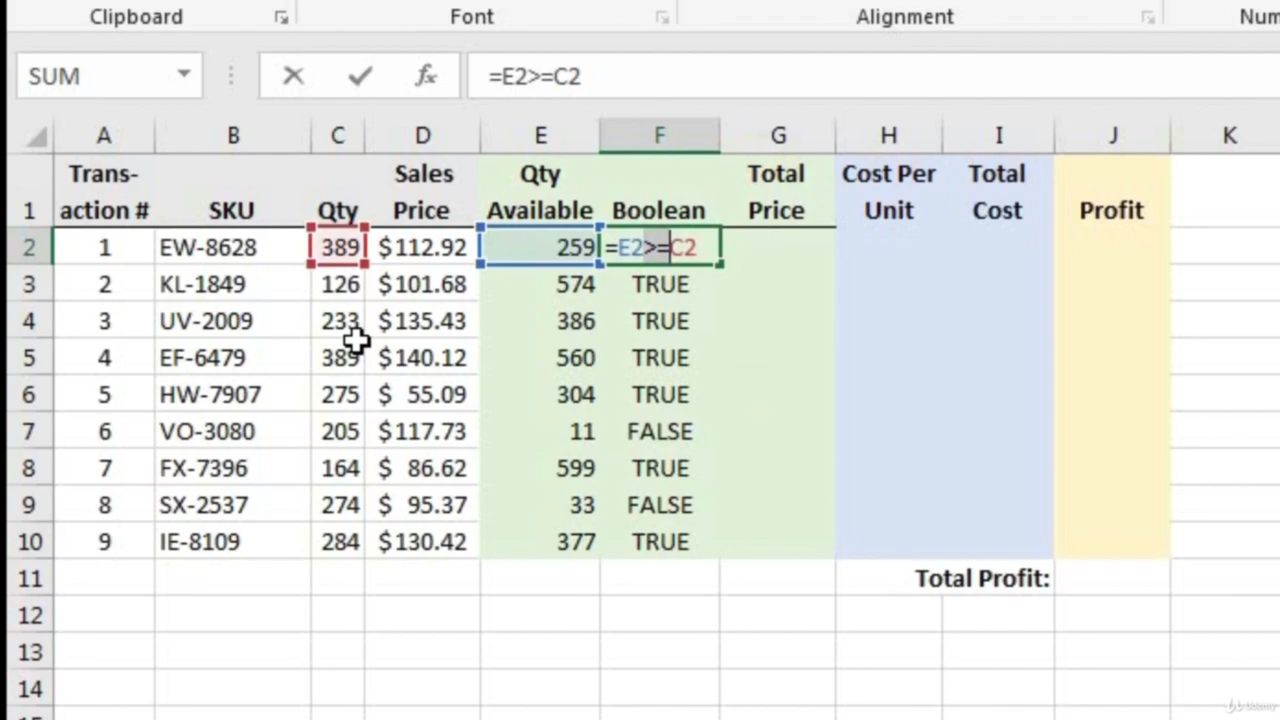 Clipboard Font Alignment Num
SUM =E2>=C2
A B C D E F G H I J K
Trans- Sales Qty Total Cost Per Total
1 action # SKU Qty Price Available Boolean Price Unit Cost Profit
2 1 EW-8628 389 $112.92 259 =E2>=C2
3 2 KL-1849 126 $101.68 574 TRUE
4 3 UV-2009 233 $135.43 386 TRUE
5 4 EF-6479 389 $140.12 560 TRUE
6 5 HW-7907 275 $ 55.09 304 TRUE
7 6 VO-3080 205 $117.73 11 FALSE
8 7 FX-7396 164 $ 86.62 599 TRUE
9 8 SX-2537 274 $ 95.37 33 FALSE
10 9 IE-8109 284 $130.42 377 TRUE
11 Total Profit:
12
13
14
Udemy